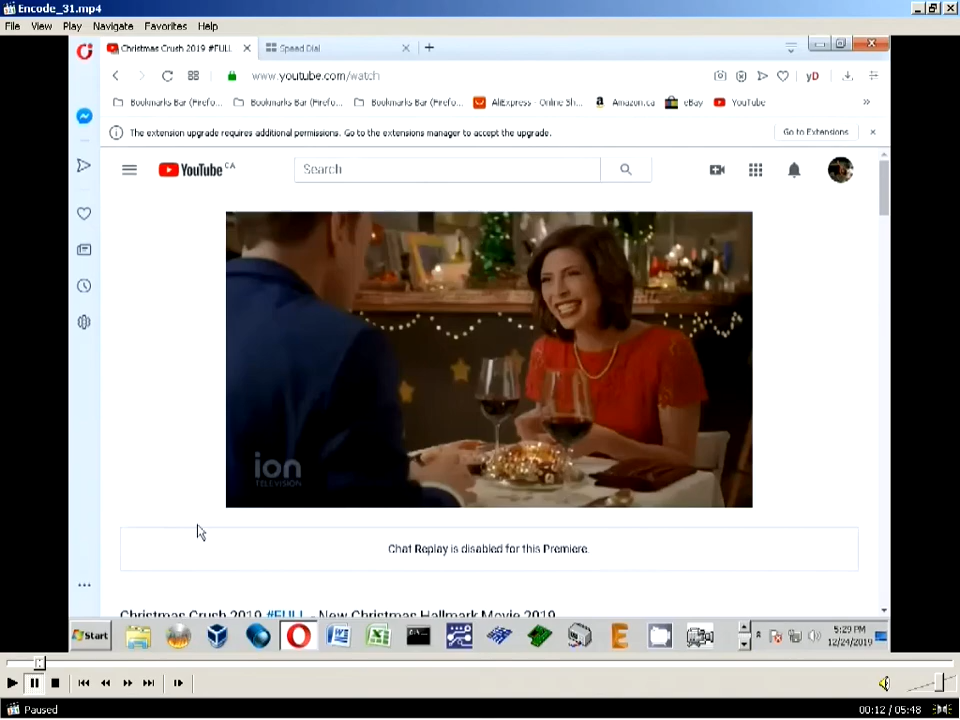 Encode_31.mp4
File View Play Navigate Favorites Help
Christmas Crush 2019 #FULL Speed Dial
www.youtube.com/watch yD
Bookmarks Bar (Firefo... Bookmarks Bar (Firefo... Bookmarks Bar (Firefo... AliExpress - Online Sh... Amazon.ca eBay YouTube »
The extension upgrade requires additional permissions. Go to the extensions manager to accept the upgrade. Go to Extensions
YouTube CA Search
ion
TELEVISION
Chat Replay is disabled for this Premiere.
Christmas Crush 2019 #FULL - New Christmas Hallmark Movie 2019
Start 5:29 PM
12/24/2019
Paused 00:12 / 05:48